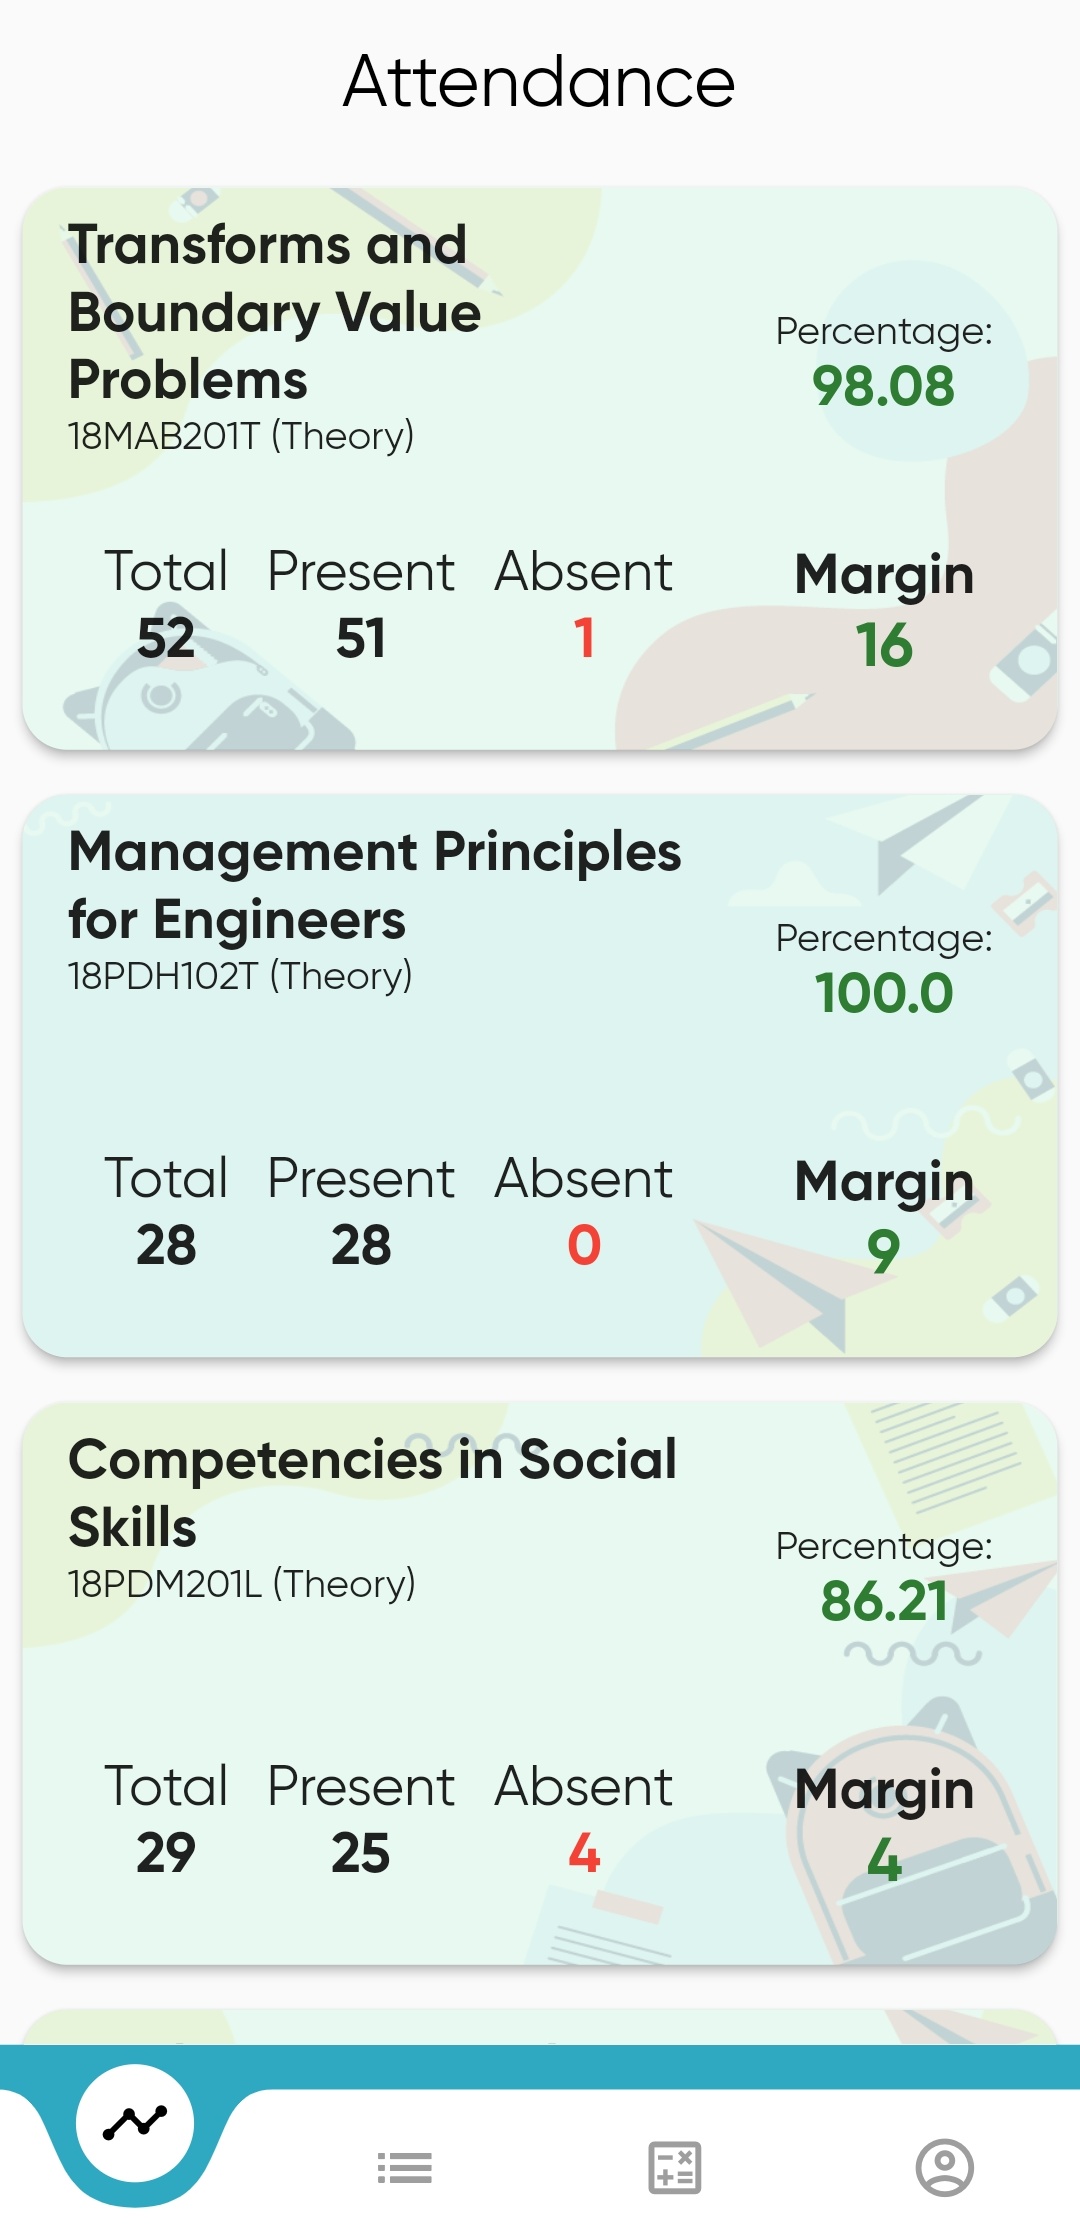 Attendance
Transforms and
Boundary Value
Problems
18MAB201T (Theory)
Percentage:
98.08
Total Present Absent Margin
52 51 1 16
Management Principles
for Engineers
18PDH102T (Theory)
Percentage:
100.0
Total Present Absent Margin
28 28 0 9
Competencies in Social
Skills
18PDM201L (Theory)
Percentage:
86.21
Total Present Absent Margin
29 25 4 4